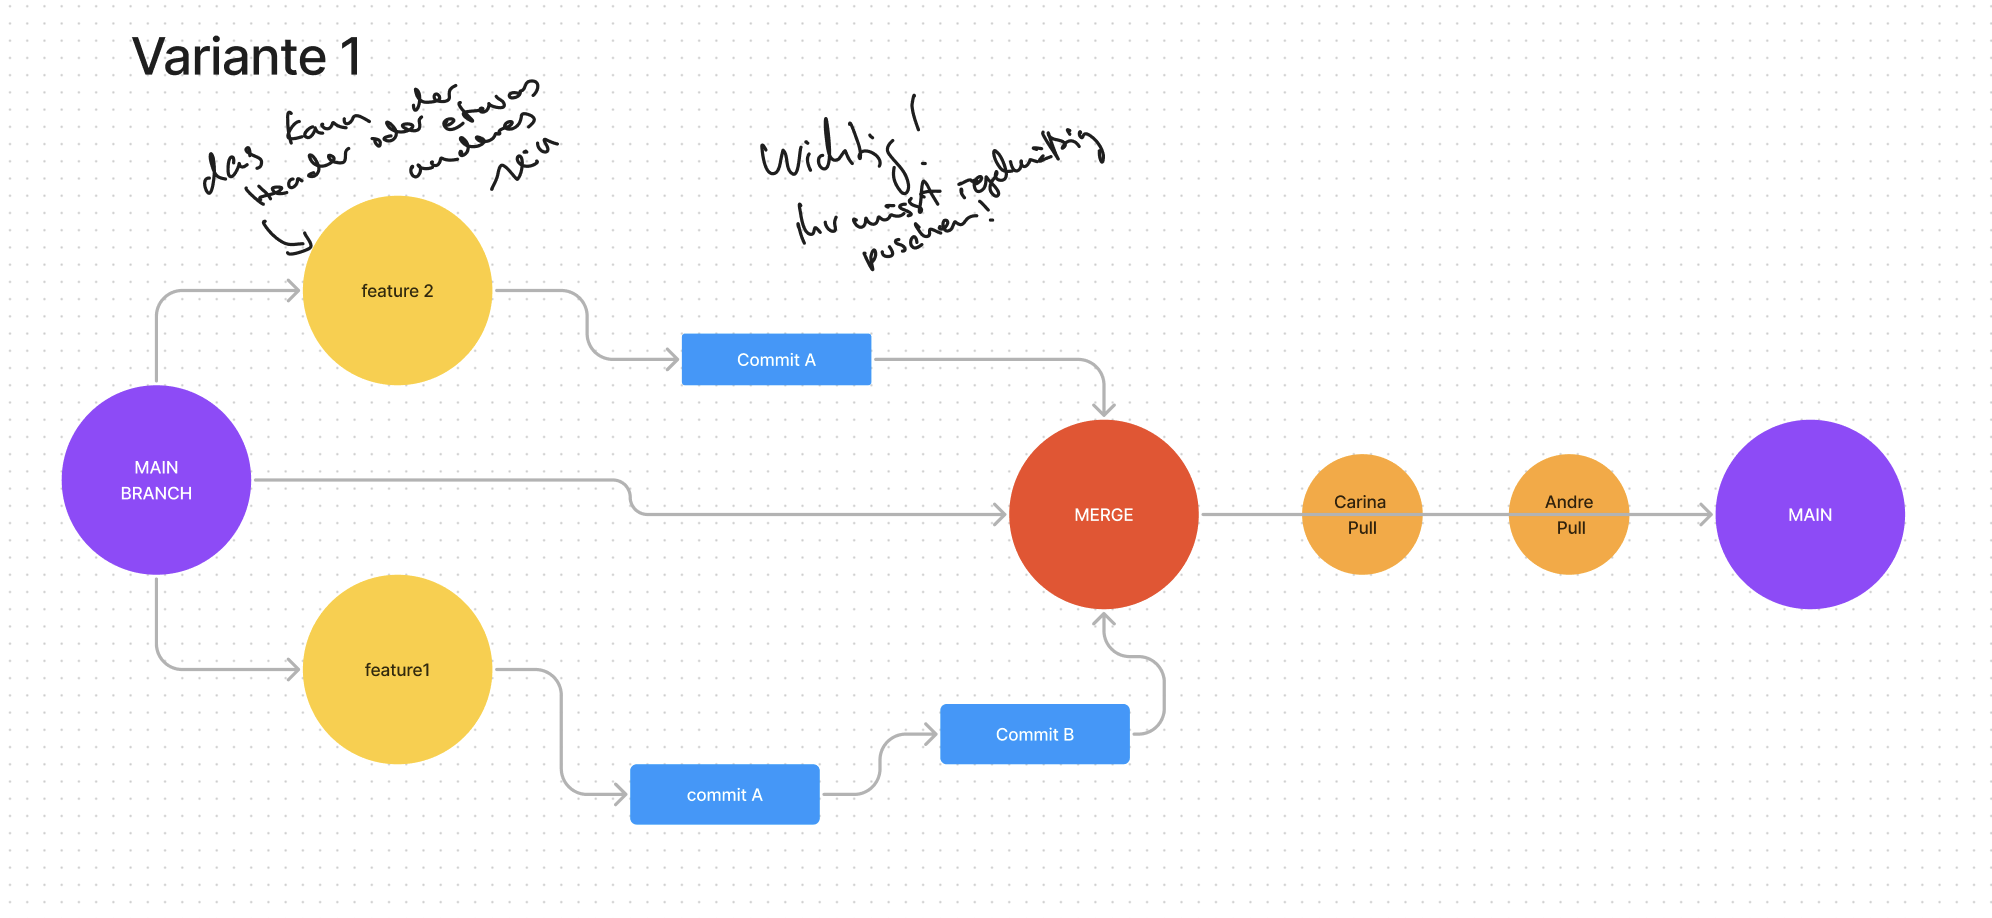 Variante 1
das kann der
Header oder etwas
anderes
sein
Wichtig!
Ihr müsst regelmäßig
puschen!
feature 2
Commit A
MAIN
BRANCH
MERGE
Carina
Pull
Andre
Pull
MAIN
feature1
Commit B
commit A